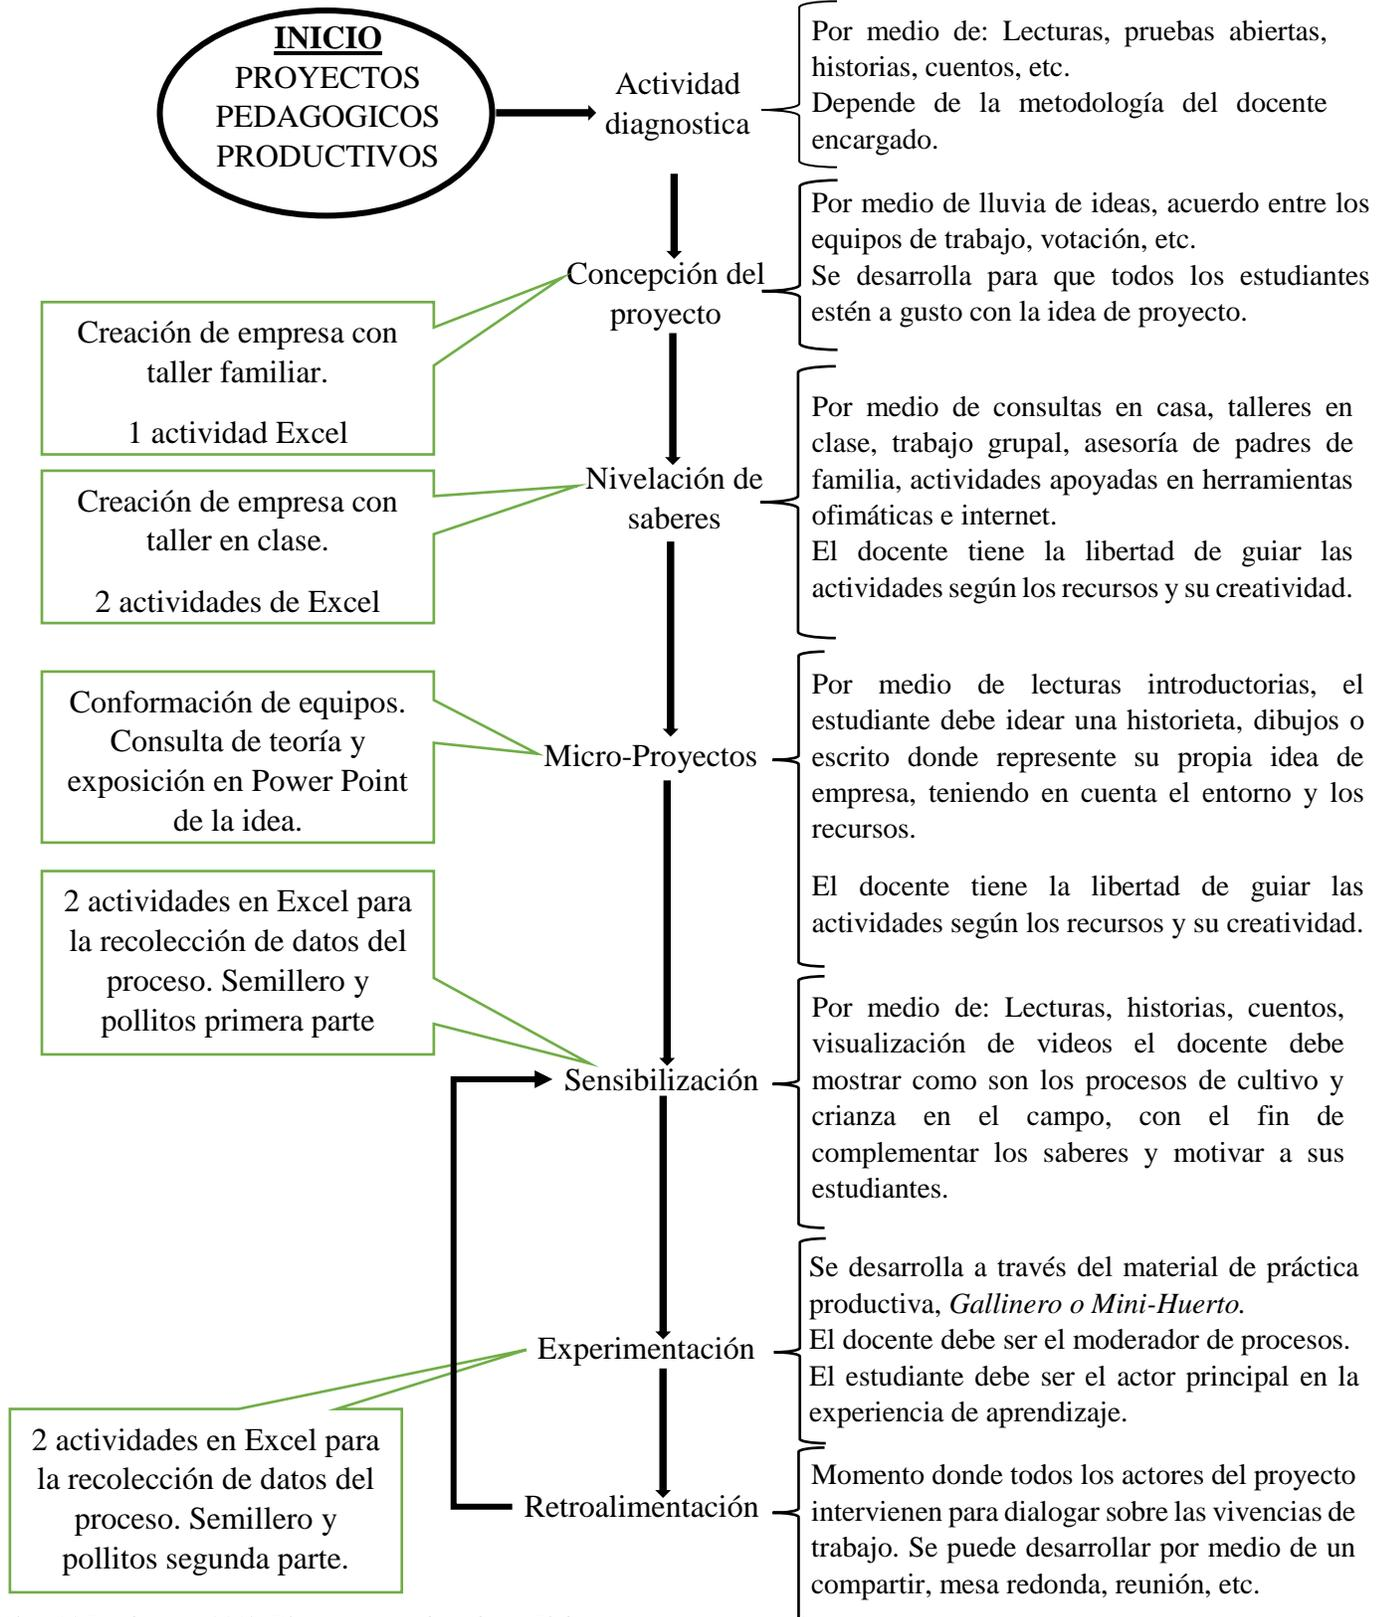 INICIO
PROYECTOS
PEDAGOGICOS
PRODUCTIVOS
Actividad
diagnostica
Por medio de: Lecturas, pruebas abiertas,
historias, cuentos, etc.
Depende de la metodología del docente
encargado.
Concepción del
proyecto
Por medio de lluvia de ideas, acuerdo entre los
equipos de trabajo, votación, etc.
Se desarrolla para que todos los estudiantes
estén a gusto con la idea de proyecto.
Creación de empresa con
taller familiar.
1 actividad Excel
Nivelación de
saberes
Por medio de consultas en casa, talleres en
clase, trabajo grupal, asesoría de padres de
familia, actividades apoyadas en herramientas
ofimáticas e internet.
El docente tiene la libertad de guiar las
actividades según los recursos y su creatividad.
Creación de empresa con
taller en clase.
2 actividades de Excel
Micro-Proyectos
Por medio de lecturas introductorias, el
estudiante debe idear una historieta, dibujos o
escrito donde represente su propia idea de
empresa, teniendo en cuenta el entorno y los
recursos.
El docente tiene la libertad de guiar las
actividades según los recursos y su creatividad.
Conformación de equipos.
Consulta de teoría y
exposición en Power Point
de la idea.
2 actividades en Excel para
la recolección de datos del
proceso. Semillero y
pollitos primera parte
Sensibilización
Por medio de: Lecturas, historias, cuentos,
visualización de videos el docente debe
mostrar como son los procesos de cultivo y
crianza en el campo, con el fin de
complementar los saberes y motivar a sus
estudiantes.
Experimentación
Se desarrolla a través del material de práctica
productiva, Gallinero o Mini-Huerto.
El docente debe ser el moderador de procesos.
El estudiante debe ser el actor principal en la
experiencia de aprendizaje.
2 actividades en Excel para
la recolección de datos del
proceso. Semillero y
pollitos segunda parte.
Retroalimentación
Momento donde todos los actores del proyecto
intervienen para dialogar sobre las vivencias de
trabajo. Se puede desarrollar por medio de un
compartir, mesa redonda, reunión, etc.